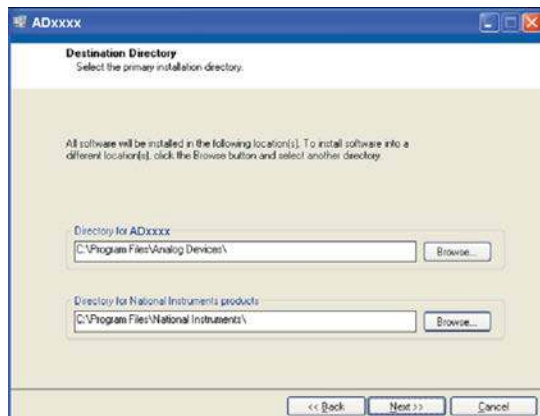 ADxxxx
Destination Directory
Select the primary installation directory.
All software will be installed in the following location(s). To install software into a
different location(s), click the Browse button and select another directory.
Directory for ADxxxx
C:\Program Files\Analog Devices\
Browse...
Directory for National Instruments products
C:\Program Files\National Instruments\
Browse...
<< Back
Next >>
Cancel